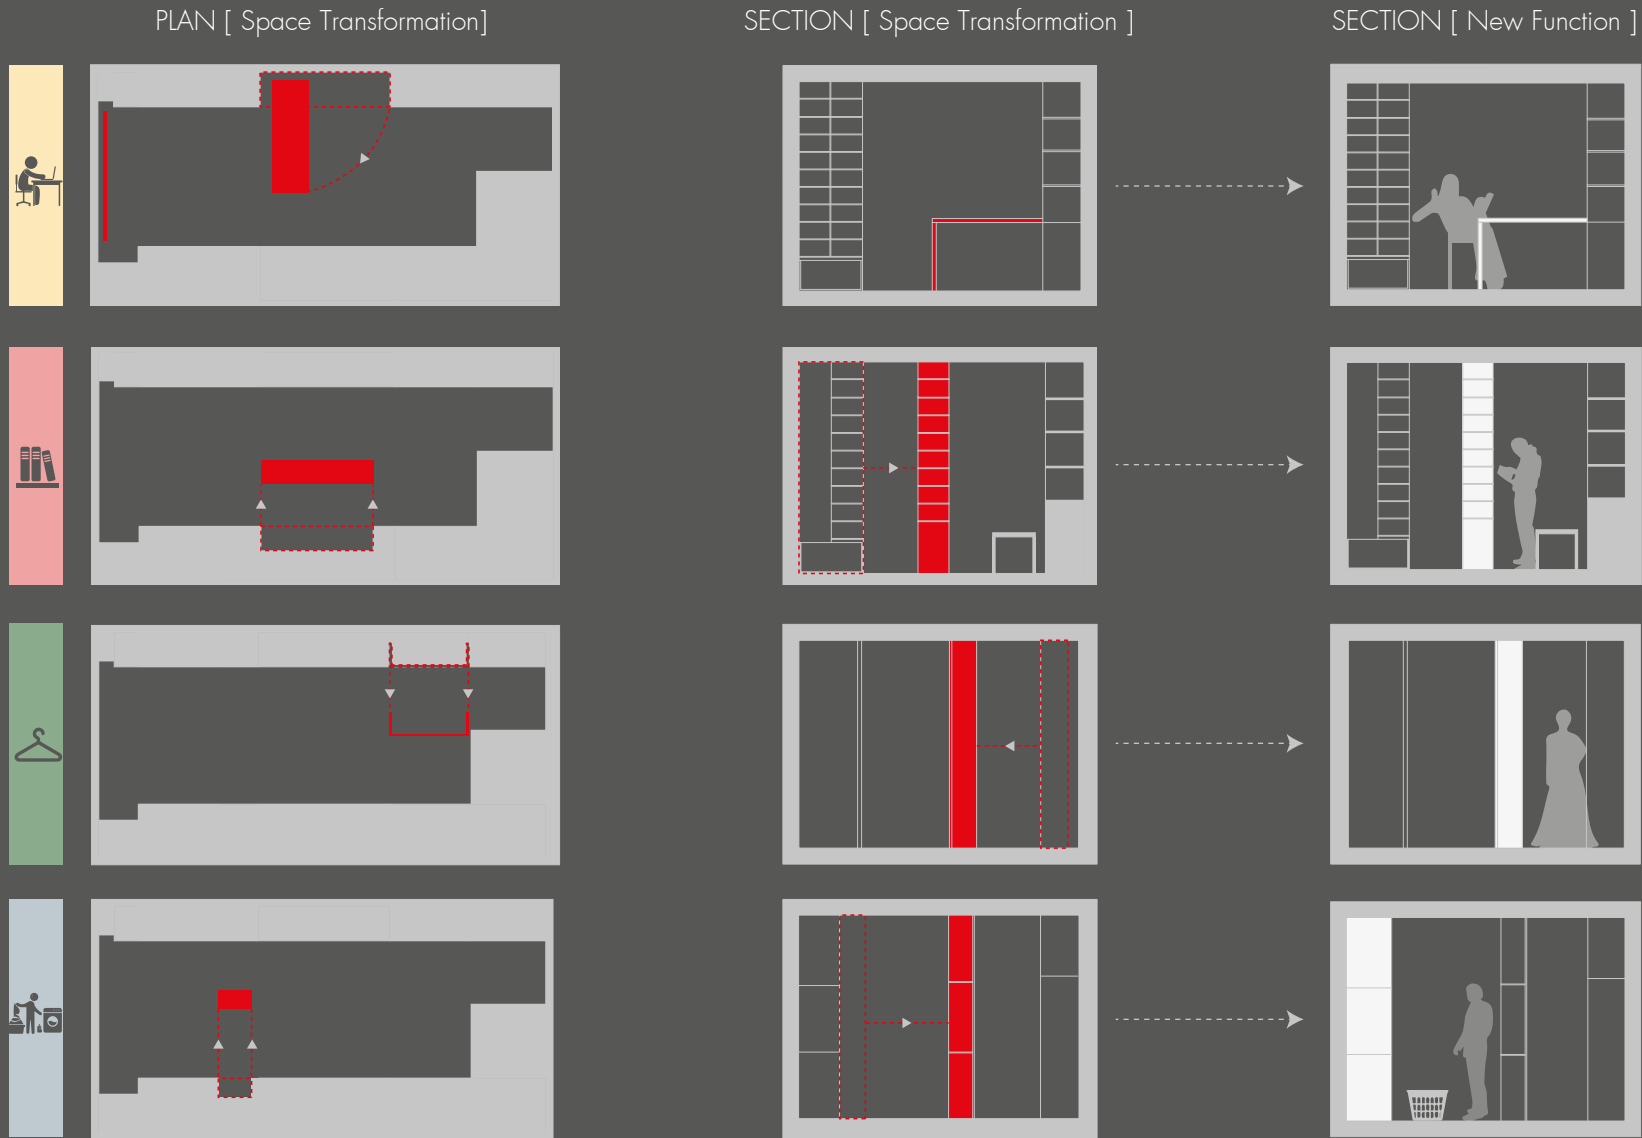 PLAN [ Space Transformation]
SECTION [ Space Transformation ]
SECTION [ New Function ]